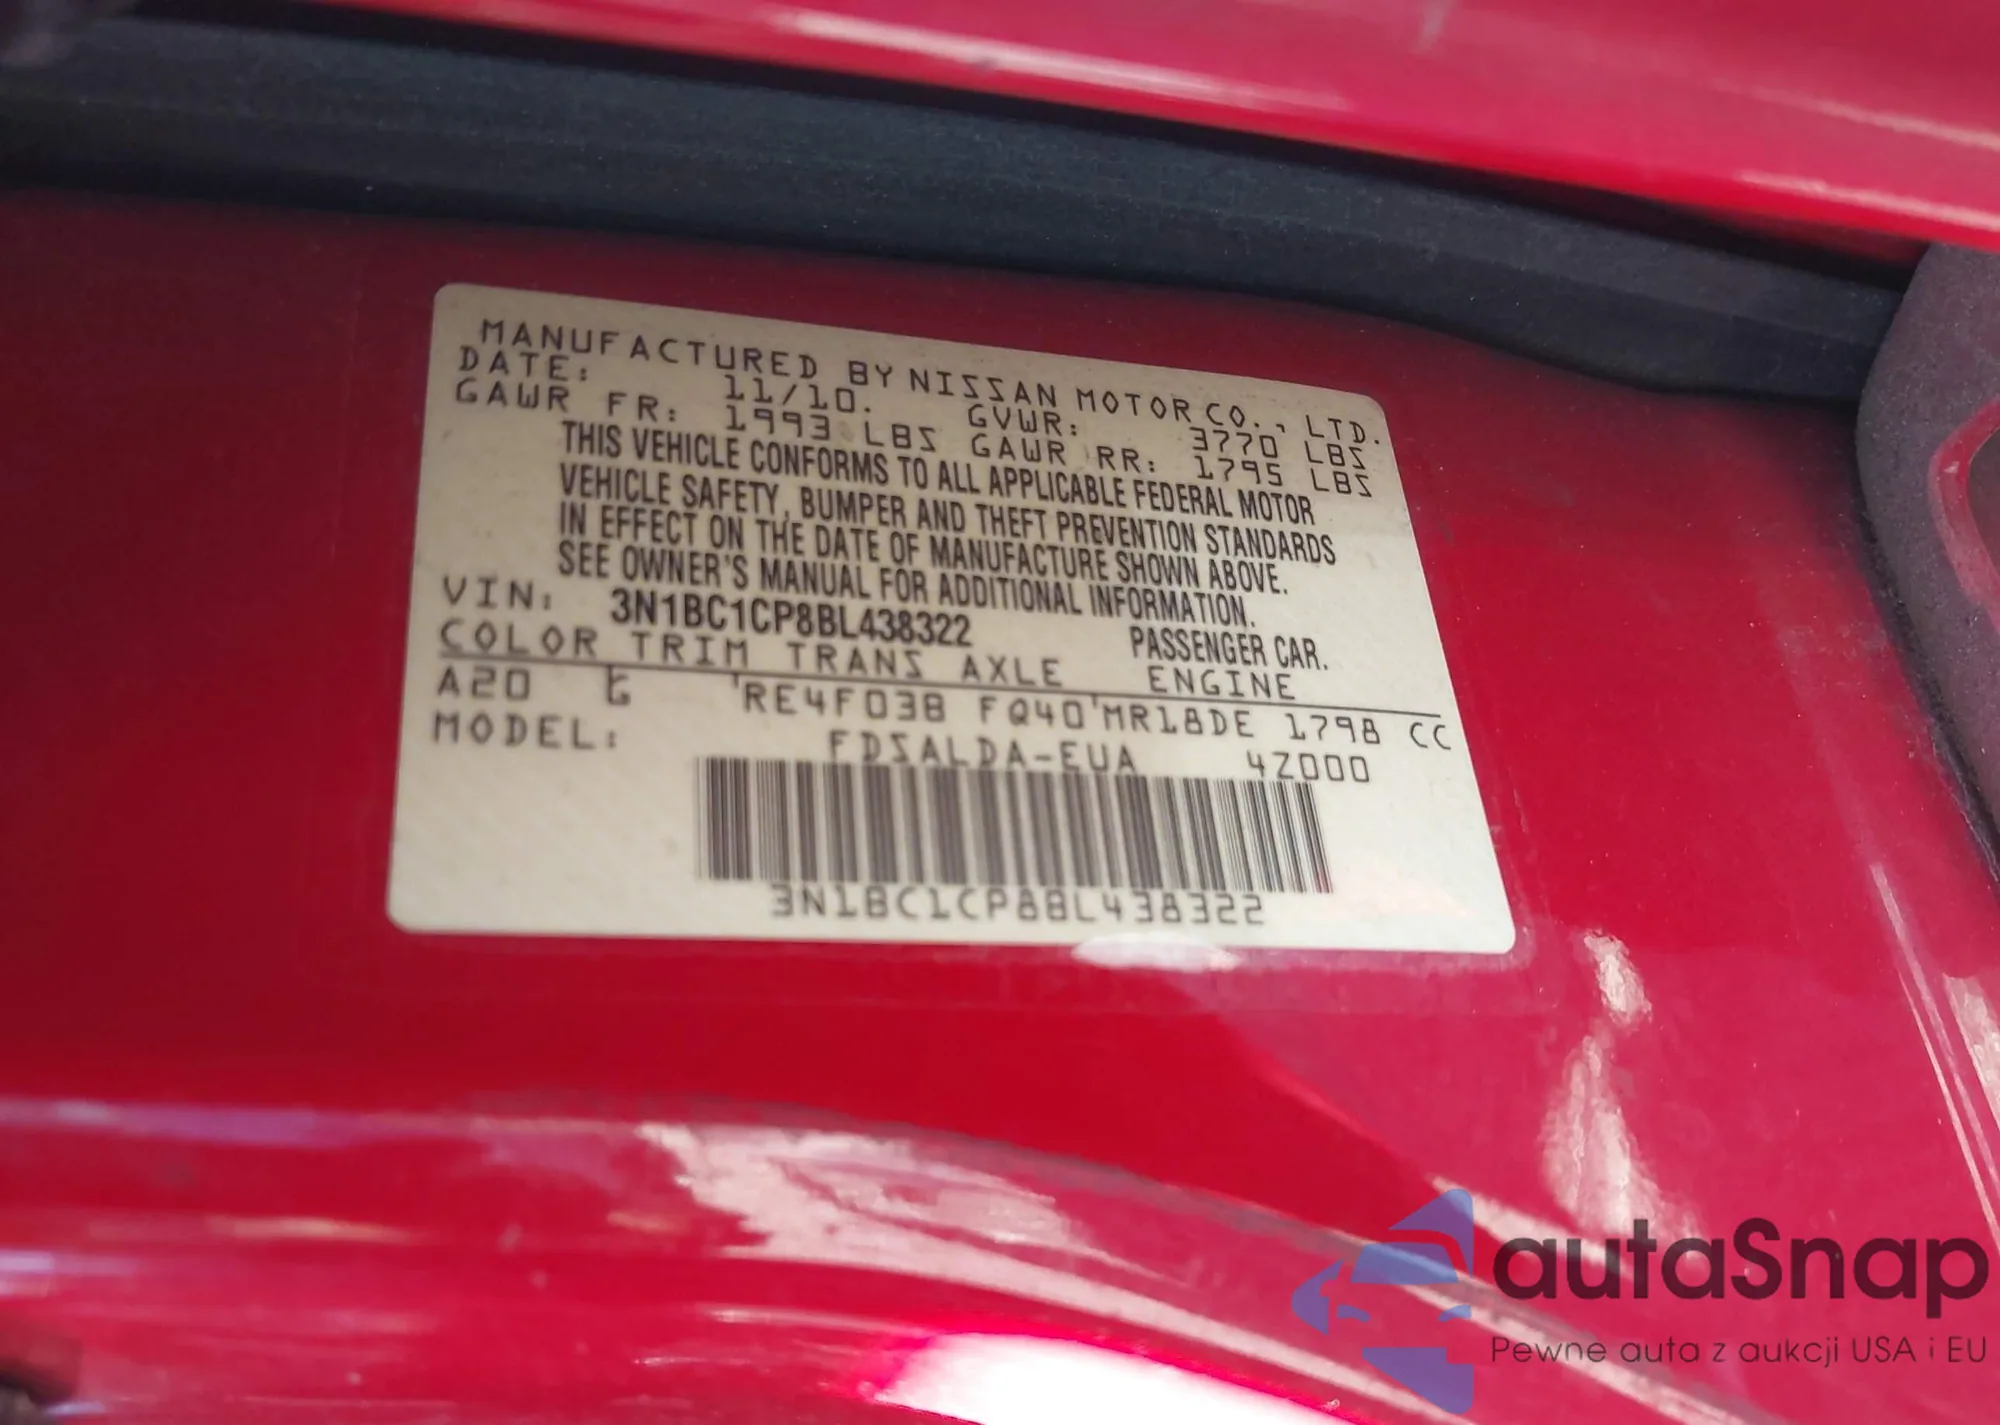 MANUFACTURED BY NISSAN MOTOR CO., LTD.
DATE: 11/10. GVWR: 3770 LBS
GAWR FR: 1993 LBS GAWR RR: 1795 LBS
THIS VEHICLE CONFORMS TO ALL APPLICABLE FEDERAL MOTOR
VEHICLE SAFETY, BUMPER AND THEFT PREVENTION STANDARDS
IN EFFECT ON THE DATE OF MANUFACTURE SHOWN ABOVE.
SEE OWNER'S MANUAL FOR ADDITIONAL INFORMATION.
VIN: 3N1BC1CP8BL438322 PASSENGER CAR.
COLOR TRIM TRANS AXLE ENGINE
A20 G RE4F03B FQ40 MR18DE 1798 CC
MODEL: FDSALDA-EUA 4Z000
3N1BC1CP8BL438322
autaSnap
Pewne auta z aukcji USA i EU